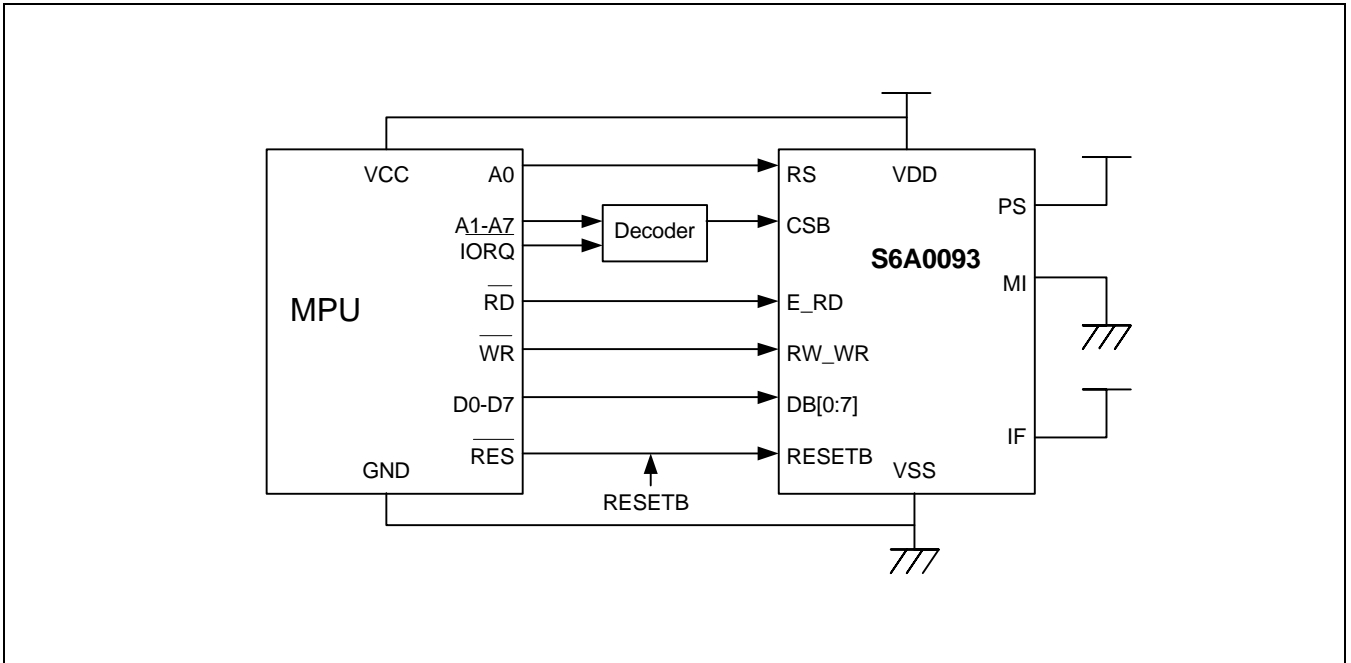 VCC
A0
RS
VDD
PS
A1-A7
IORQ
Decoder
CSB
S6A0093
MI
MPU
RD
E_RD
WR
RW_WR
D0-D7
DB[0:7]
IF
RES
RESETB
GND
VSS
RESETB